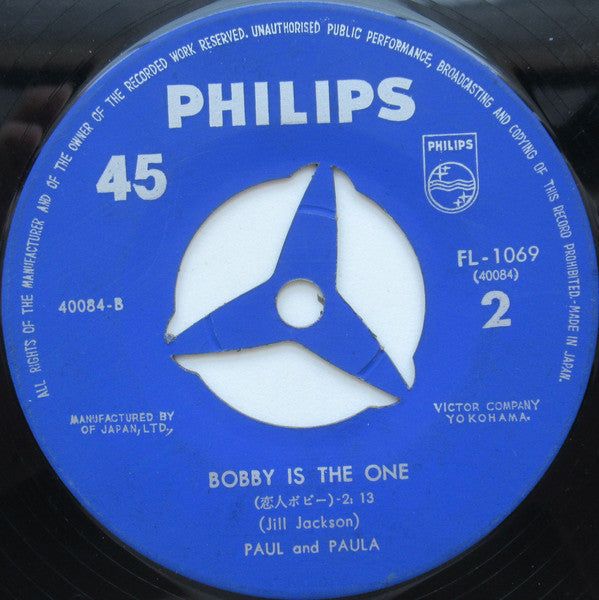 ALL RIGHTS OF THE MANUFACTURER AND OF THE OWNER OF THE RECORDED WORK RESERVED. UNAUTHORISED PUBLIC PERFORMANCE, BROADCASTING AND COPYING OF THIS RECORD PROHIBITED.-MADE IN JAPAN.
PHILIPS
45
PHILIPS
FL-1069
(40084)
40084-B
2
MANUFACTURED BY
OF JAPAN, LTD.,
VICTOR COMPANY
YOKOHAMA.
BOBBY IS THE ONE
(恋人ボビー)-2: 13
(Jill Jackson)
PAUL and PAULA